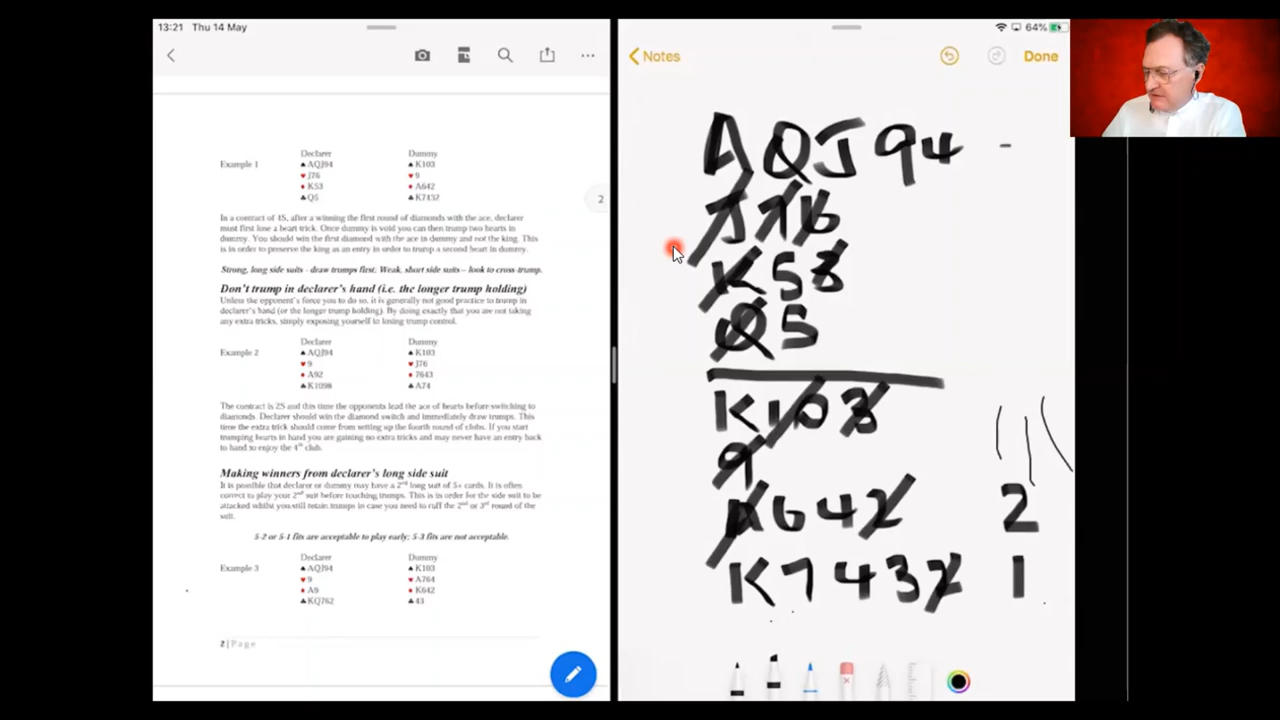 13:21 Thu 14 May
64%
Declarer Dummy
Example 1 ♠ AQJ94 ♠ K103
♥ J76 ♥ 9
♦ K53 ♦ A642
♣ Q5 ♣ K7432
2
In a contract of 4S, after a winning the first round of diamonds with the ace, declarer
must first lose a heart trick. Once dummy is void you can then trump two hearts in
dummy. You should win the first diamond with the ace in dummy and not the king. This
is in order to preserve the king as an entry in order to trump a second heart in dummy.
Strong, long side suits - draw trumps first. Weak, short side suits – look to cross-trump.
Don't trump in declarer's hand (i.e. the longer trump holding)
Unless the opponent's force you to do so, it is generally not good practice to trump in
declarer's hand (or the longer trump holding). By doing exactly that you are not taking
any extra tricks, simply exposing yourself to losing trump control.
Declarer Dummy
Example 2 ♠ AQJ94 ♠ K103
♥ 9 ♥ J76
♦ A92 ♦ 7643
♣ K1098 ♣ A74
The contract is 2S and this time the opponents lead the ace of hearts before switching to
diamonds. Declarer should win the diamond switch and immediately draw trumps. This
time the extra trick should come from setting up the fourth round of clubs. If you start
trumping hearts in hand you are gaining no extra tricks and may never have an entry back
to hand to enjoy the 4th club.
Making winners from declarer's long side suit
It is possible that declarer or dummy may have a 2nd long suit of 5+ cards. It is often
correct to play your 2nd suit before touching trumps. This is in order for the side suit to be
attacked whilst you still retain trumps in case you need to ruff the 2nd or 3rd round of the
suit.
5-2 or 5-1 fits are acceptable to play early; 5-3 fits are not acceptable.
Declarer Dummy
Example 3 ♠ AQJ94 ♠ K103
♥ 9 ♥ A764
♦ A9 ♦ K642
♣ KQ762 ♣ 43
2|Page
Notes
Done
AQJ94 -
J76
K53
Q5
K103
9
A642 2
K7432 1